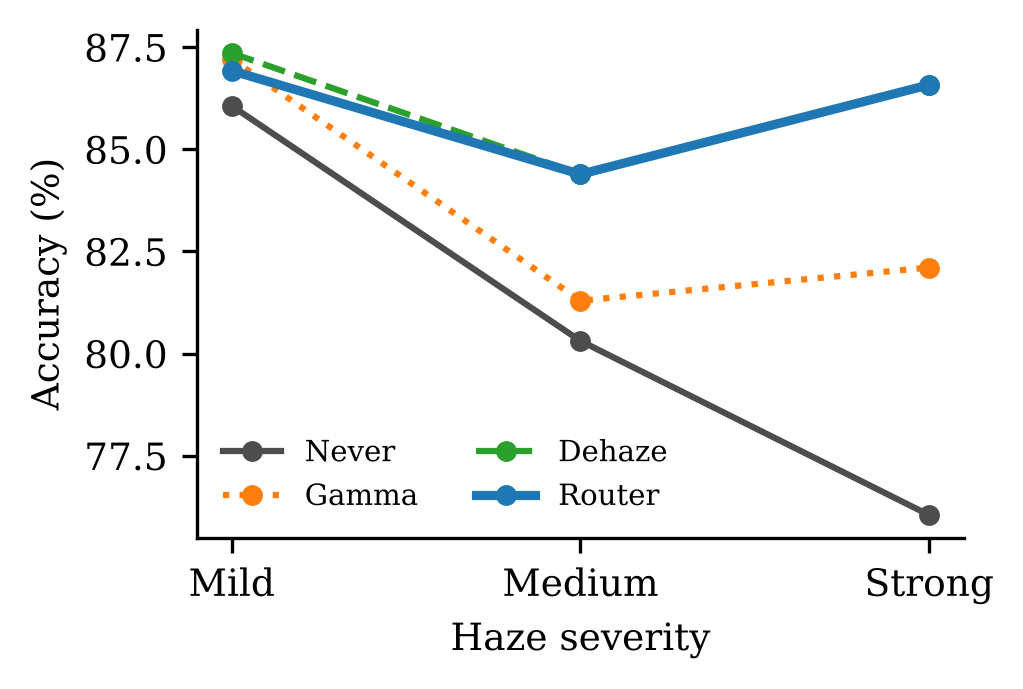 87.5
85.0
82.5
80.0
77.5
Accuracy (%)
Never
Gamma
Dehaze
Router
Mild
Medium
Strong
Haze severity